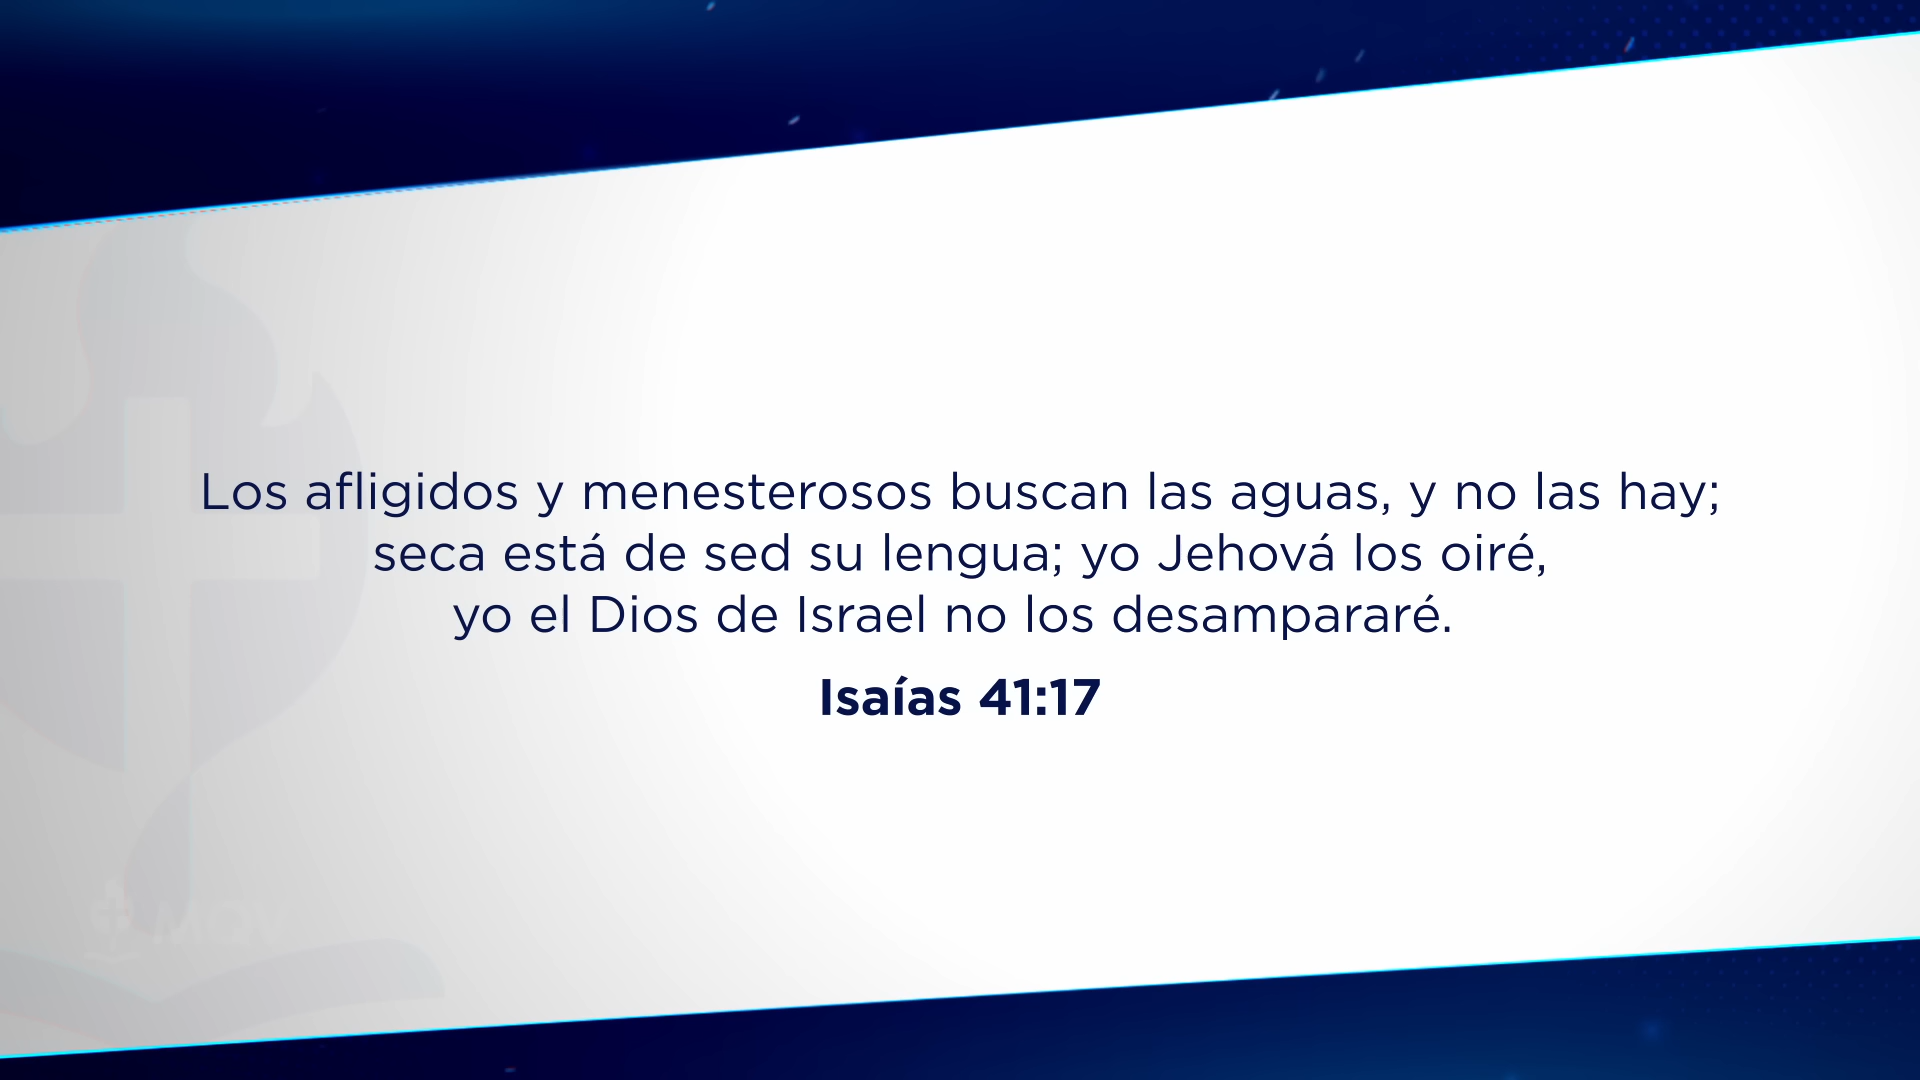 Los afligidos y menesterosos buscan las aguas, y no las hay;
seca está de sed su lengua; yo Jehová los oiré,
yo el Dios de Israel no los desampararé.
Isaías 41:17
MQV